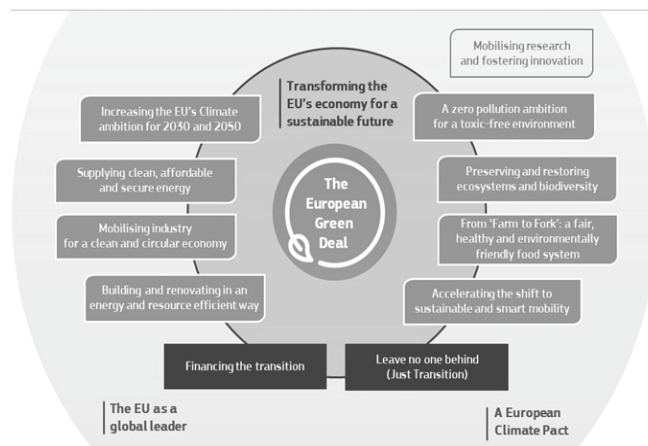 Mobilising research
and fostering innovation
Transforming the
EU's economy for a
sustainable future
Increasing the EU's Climate
ambition for 2030 and 2050
A zero pollution ambition
for a toxic-free environment
Supplying clean, affordable
and secure energy
Preserving and restoring
ecosystems and biodiversity
The
European
Green
Deal
Mobilising industry
for a clean and circular economy
From 'Farm to Fork': a fair,
healthy and environmentally
friendly food system
Building and renovating in an
energy and resource efficient way
Accelerating the shift to
sustainable and smart mobility
Financing the transition
Leave no one behind
(Just Transition)
The EU as a
global leader
A European
Climate Pact